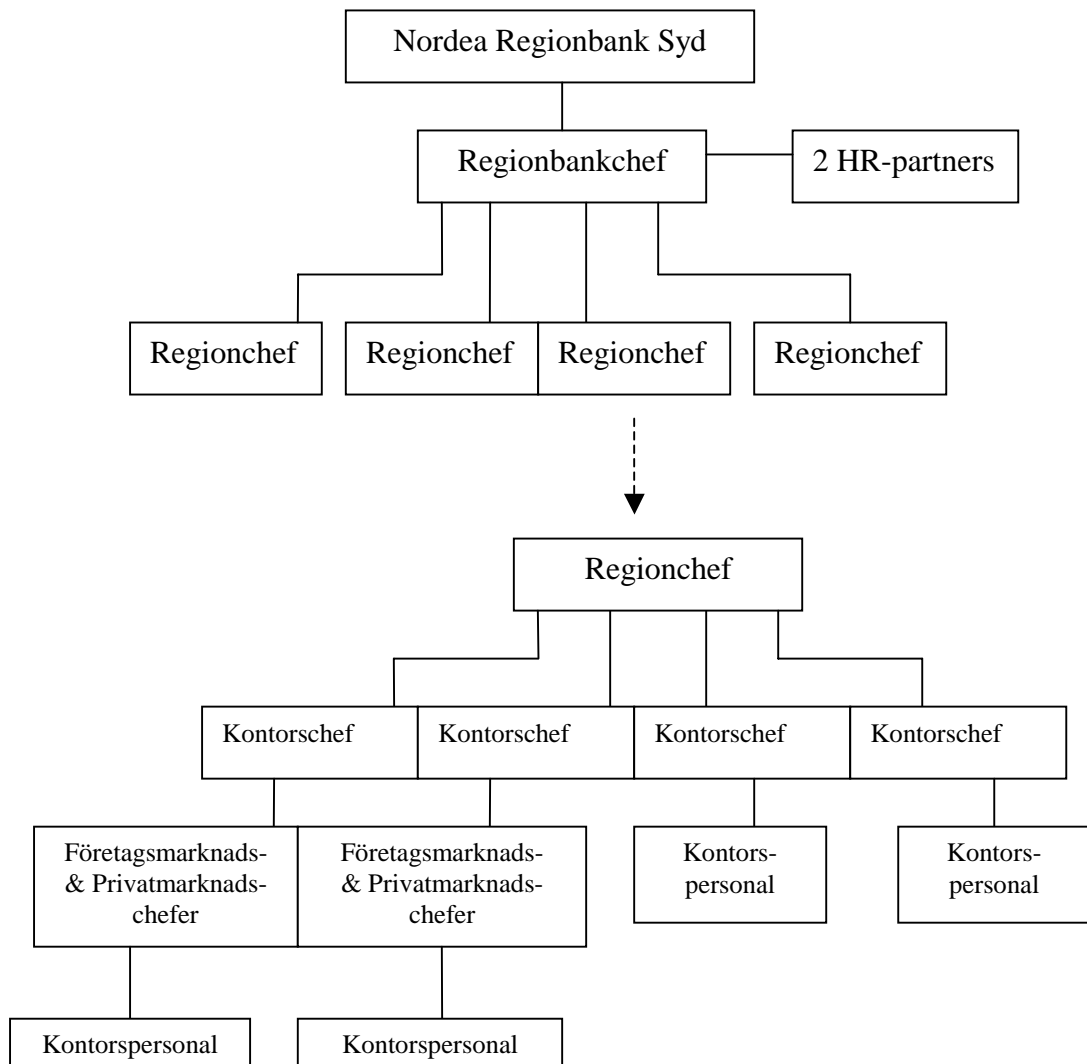 Nordea Regionbank Syd
Regionbankchef
2 HR-partners
Regionchef
Regionchef
Regionchef
Regionchef
Regionchef
Kontorschef
Kontorschef
Kontorschef
Kontorschef
Företagsmarknads-
& Privatmarknads-
chefer
Företagsmarknads-
& Privatmarknads-
chefer
Kontors-
personal
Kontors-
personal
Kontorspersonal
Kontorspersonal